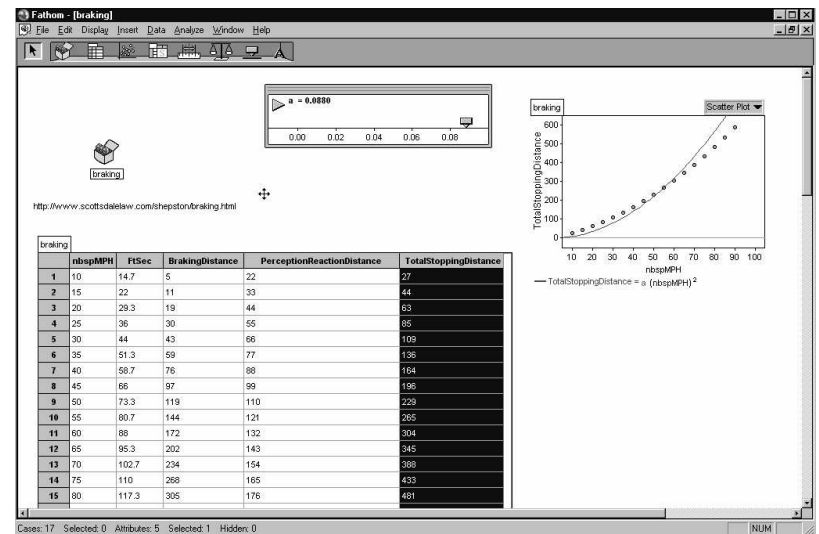 Fathom - [braking]
File Edit Display Insert Data Analyze Window Help
a = 0.0880
0.00 0.02 0.04 0.06 0.08
braking
http://www.scottsdalelaw.com/shepston/braking.html
braking Scatter Plot
TotalStoppingDistance
600
500
400
300
200
100
0
10 20 30 40 50 60 70 80 90 100
nbspMPH
TotalStoppingDistance = a (nbspMPH)²
braking
nbspMPH FtSec BrakingDistance PerceptionReactionDistance TotalStoppingDistance
1 10 14.7 5 22 27
2 15 22 11 33 44
3 20 29.3 19 44 63
4 25 36 30 55 85
5 30 44 43 66 109
6 35 51.3 59 77 136
7 40 58.7 76 88 164
8 45 66 97 99 196
9 50 73.3 119 110 229
10 55 80.7 144 121 265
11 60 88 172 132 304
12 65 95.3 202 143 345
13 70 102.7 234 154 388
14 75 110 268 165 433
15 80 117.3 305 176 481
Cases: 17 Selected: 0 Attributes: 5 Selected: 1 Hidden: 0 NUM